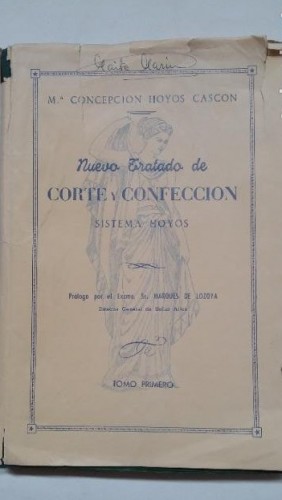 Mª CONCEPCION HOYOS CASCON
Nuevo Tratado de
CORTE Y CONFECCION
SISTEMA HOYOS
Prólogo por el Excmo. Sr. MARQUES DE LOZOYA
Director General de Bellas Artes
TOMO PRIMERO